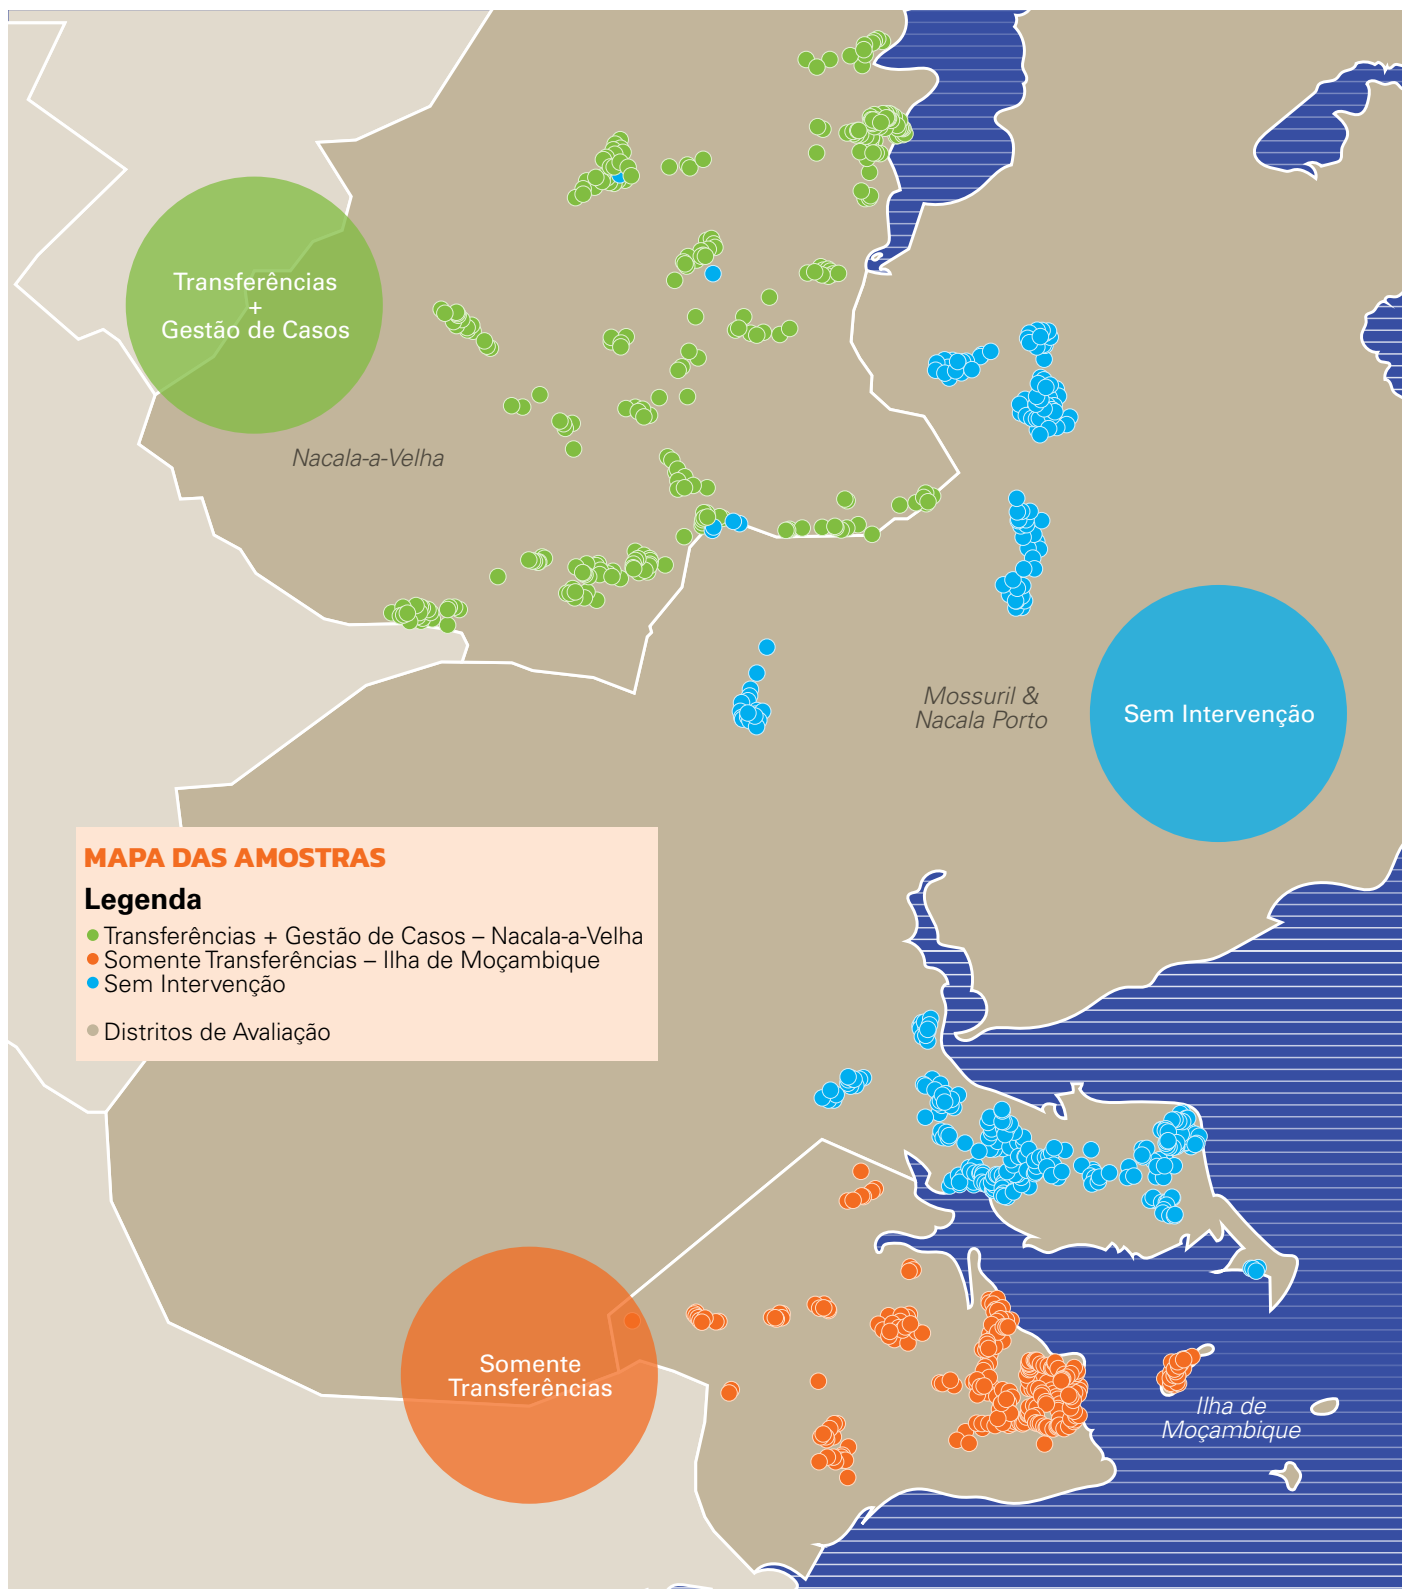 Transferências
+
Gestão de Casos
Nacala-a-Velha
Mossuril &
Nacala Porto
Sem Intervenção
MAPA DAS AMOSTRAS
Legenda
Transferências + Gestão de Casos – Nacala-a-Velha
Somente Transferências – Ilha de Moçambique
Sem Intervenção
Distritos de Avaliação
Somente
Transferências
Ilha de
Moçambique